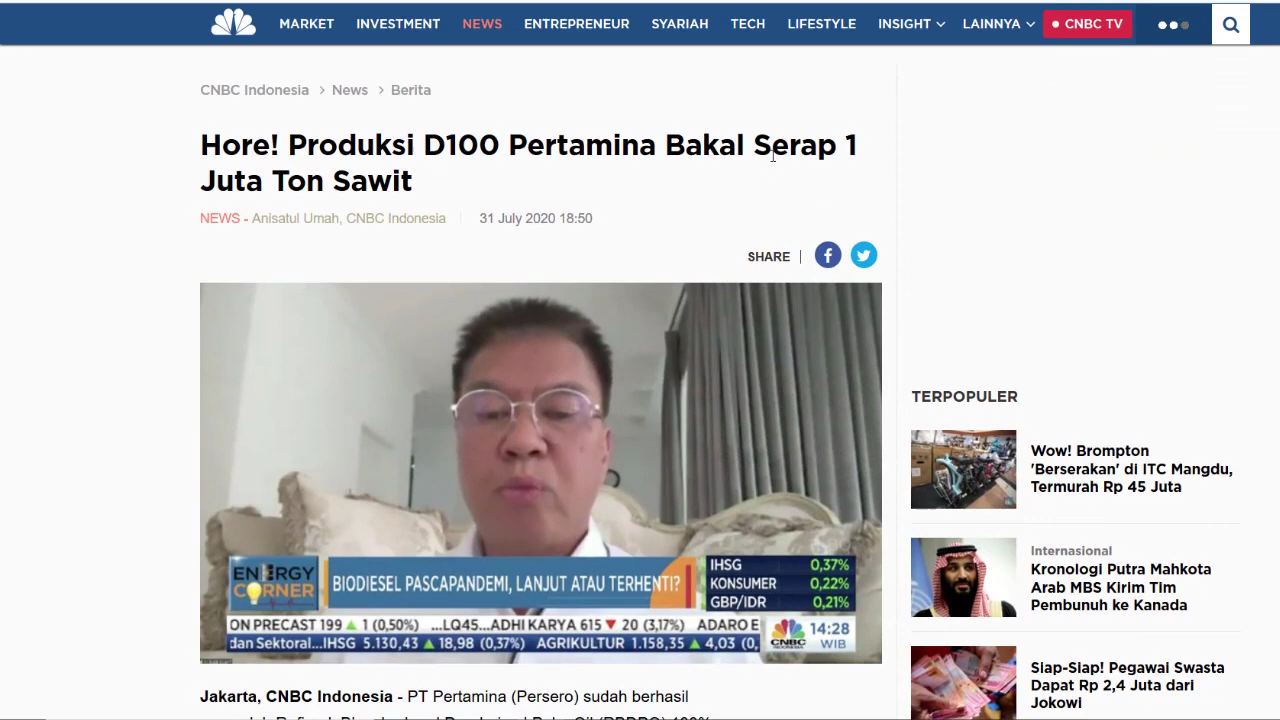 MARKET INVESTMENT NEWS ENTREPRENEUR SYARIAH TECH LIFESTYLE INSIGHT LAINNYA CNBC TV
CNBC Indonesia > News > Berita
Hore! Produksi D100 Pertamina Bakal Serap 1
Juta Ton Sawit
NEWS - Anisatul Umah, CNBC Indonesia
31 July 2020 18:50
SHARE |
ENERGY
CORNER
BIODIESEL PASCAPANDEMI, LANJUT ATAU TERHENTI?
IHSG 0,37%
KONSUMER 0,22%
GBP/IDR 0,21%
ON PRECAST 199 ▲ 1 (0,50%) ...LQ45...ADHI KARYA 615 ▼ 20 (3,17%) ADARO E
dan Sektoral...IHSG 5.130,43 ▲ 18,98 (0,37%) AGRIKULTUR 1.158,35 ▲ 4,03 (0,
CNBC
INDONESIA
14:28
WIB
Jakarta, CNBC Indonesia - PT Pertamina (Persero) sudah berhasil
TERPOPULER
Wow! Brompton
'Berserakan' di ITC Mangdu,
Termurah Rp 45 Juta
Internasional
Kronologi Putra Mahkota
Arab MBS Kirim Tim
Pembunuh ke Kanada
Siap-Siap! Pegawai Swasta
Dapat Rp 2,4 Juta dari
Jokowi